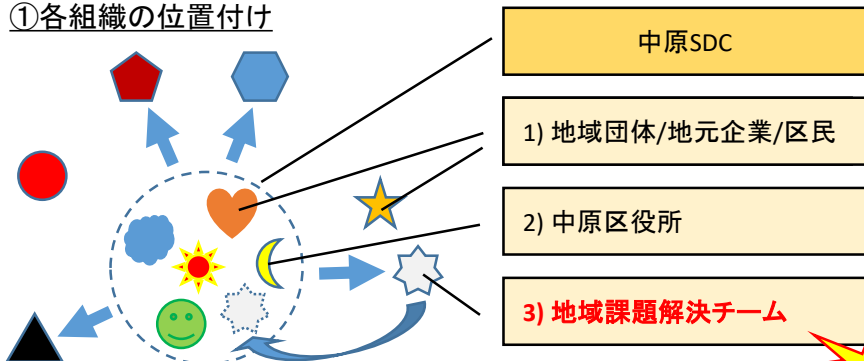 ①各組織の位置付け
中原SDC
1) 地域団体/地元企業/区民
2) 中原区役所
3) 地域課題解決チーム